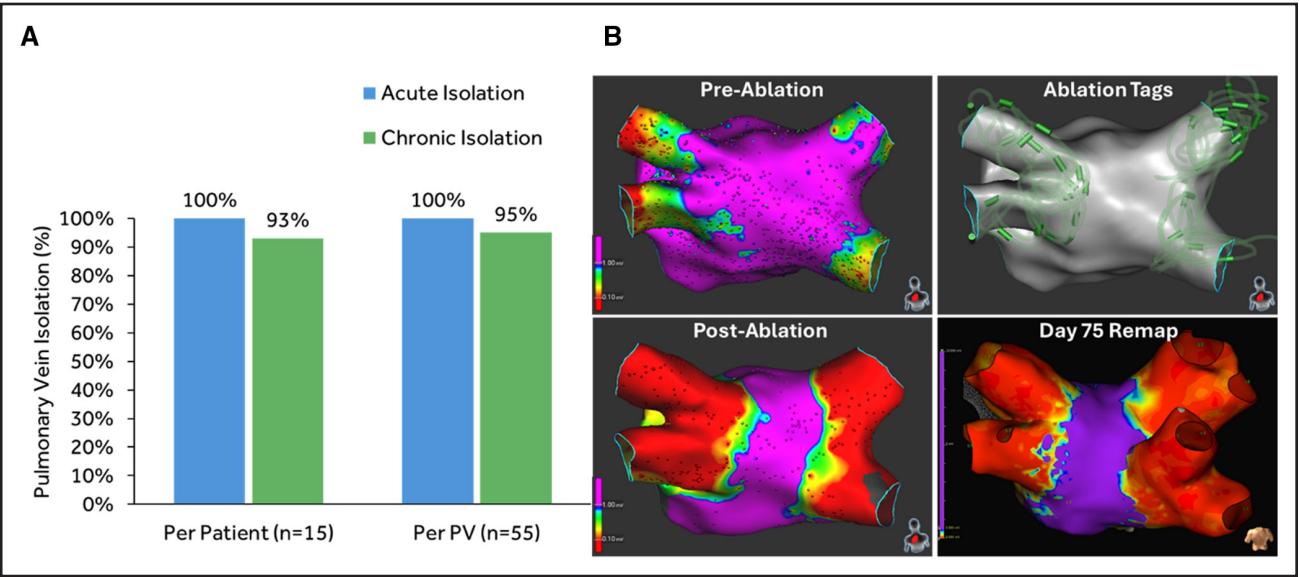 A
B
Acute Isolation
Chronic Isolation
Pulmonary Vein Isolation (%)
100%
90%
80%
70%
60%
50%
40%
30%
20%
10%
0%
100%
93%
100%
95%
Per Patient (n=15)
Per PV (n=55)
Pre-Ablation
1.00 mV
0.10 mV
Ablation Tags
Post-Ablation
1.00 mV
0.10 mV
Day 75 Remap